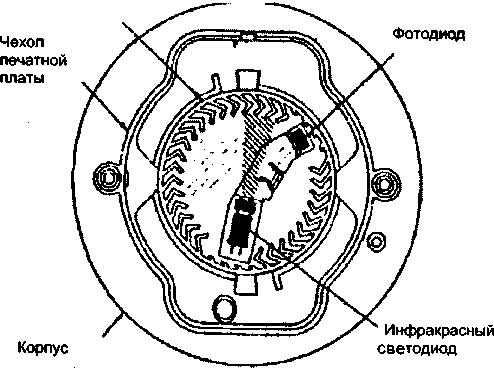 Чехол
печатной
платы
Фотодиод
Корпус
Инфракрасный
светодиод